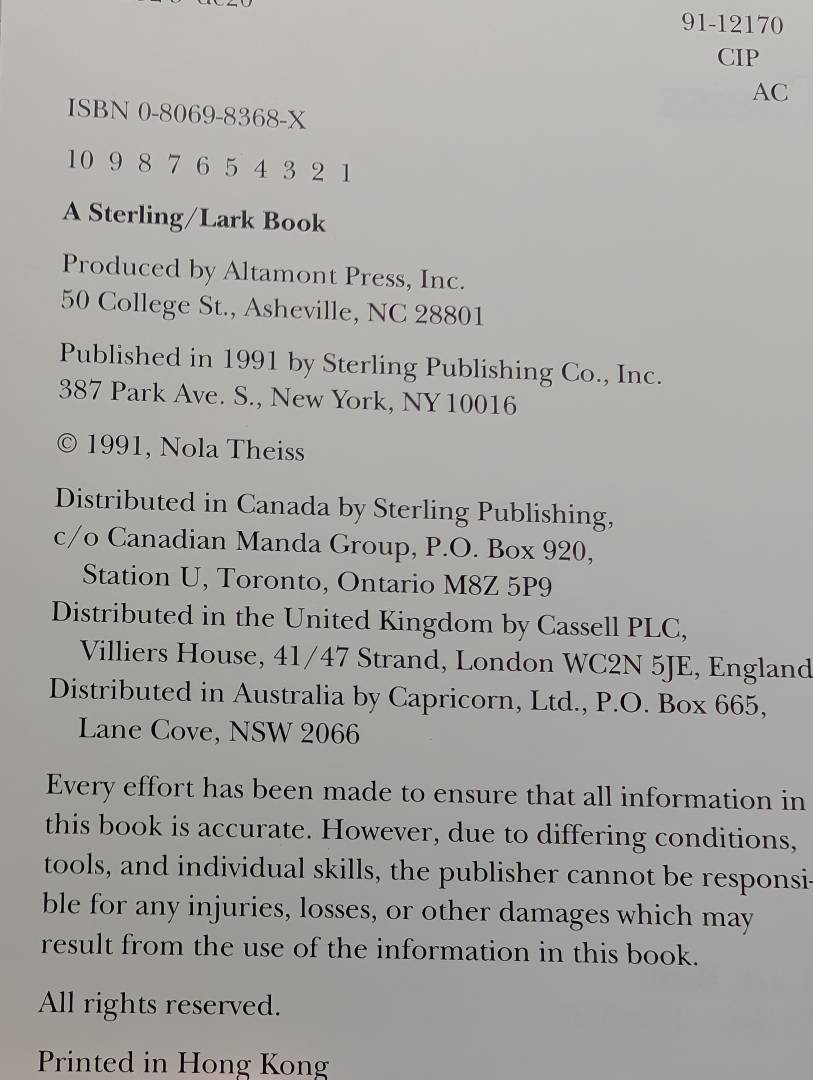 91-12170
CIP
AC
ISBN 0-8069-8368-X
10 9 8 7 6 5 4 3 2 1
A Sterling/Lark Book
Produced by Altamont Press, Inc.
50 College St., Asheville, NC 28801
Published in 1991 by Sterling Publishing Co., Inc.
387 Park Ave. S., New York, NY 10016
© 1991, Nola Theiss
Distributed in Canada by Sterling Publishing,
c/o Canadian Manda Group, P.O. Box 920,
Station U, Toronto, Ontario M8Z 5P9
Distributed in the United Kingdom by Cassell PLC,
Villiers House, 41/47 Strand, London WC2N 5JE, England
Distributed in Australia by Capricorn, Ltd., P.O. Box 665,
Lane Cove, NSW 2066
Every effort has been made to ensure that all information in
this book is accurate. However, due to differing conditions,
tools, and individual skills, the publisher cannot be responsi-
ble for any injuries, losses, or other damages which may
result from the use of the information in this book.
All rights reserved.
Printed in Hong Kong